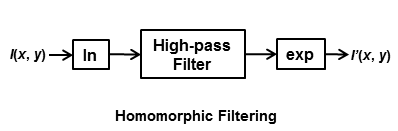 I(x, y) ln High-pass Filter exp I'(x, y)
Homomorphic Filtering